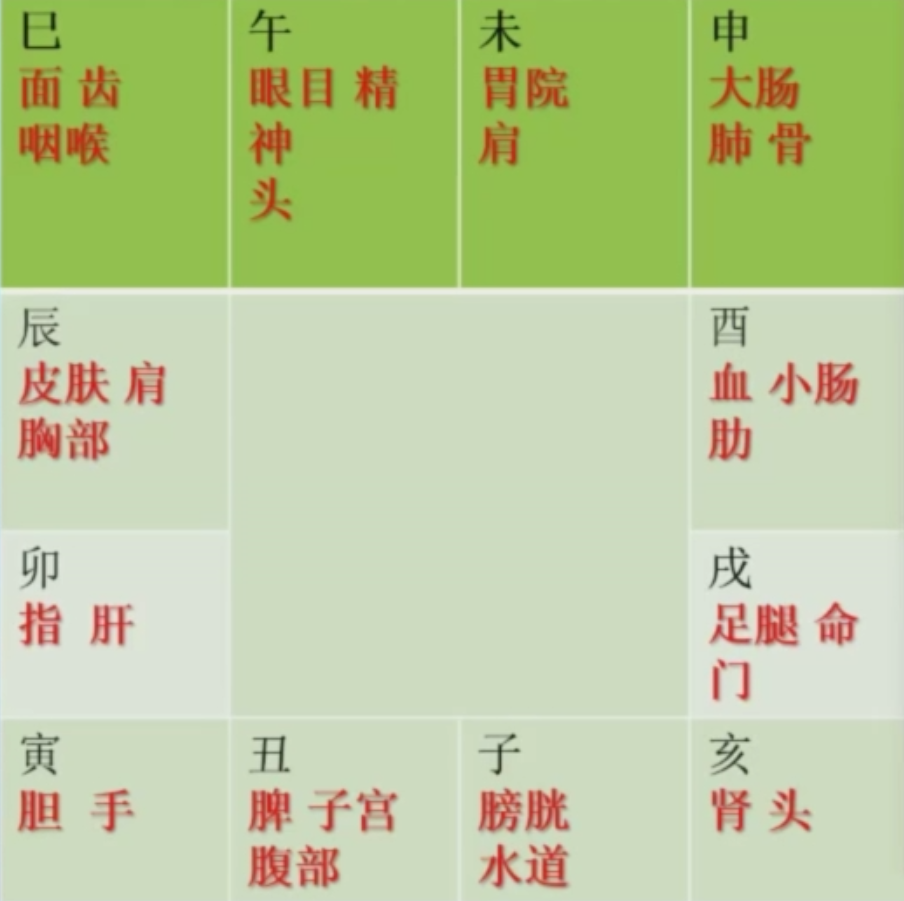 巳
面 齿
咽喉
午
眼目 精
神
头
未
胃院
肩
申
大肠
肺 骨
辰
皮肤 肩
胸部
酉
血 小肠
肋
卯
指 肝
戌
足腿 命
门
寅
胆 手
丑
脾 子宫
腹部
子
膀胱
水道
亥
肾 头